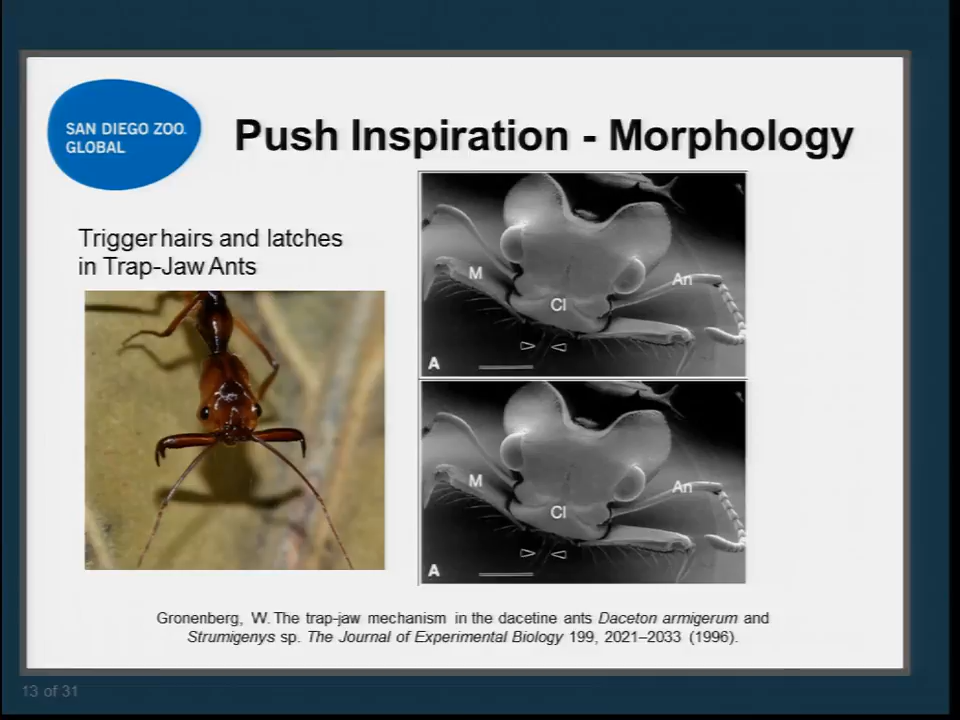 SAN DIEGO ZOO.
GLOBAL
Push Inspiration - Morphology
Trigger hairs and latches
in Trap-Jaw Ants
M
An
Cl
A
M
An
Cl
A
Gronenberg, W. The trap-jaw mechanism in the dacetine ants Daceton armigerum and
Strumigenys sp. The Journal of Experimental Biology 199, 2021–2033 (1996).
13 of 31